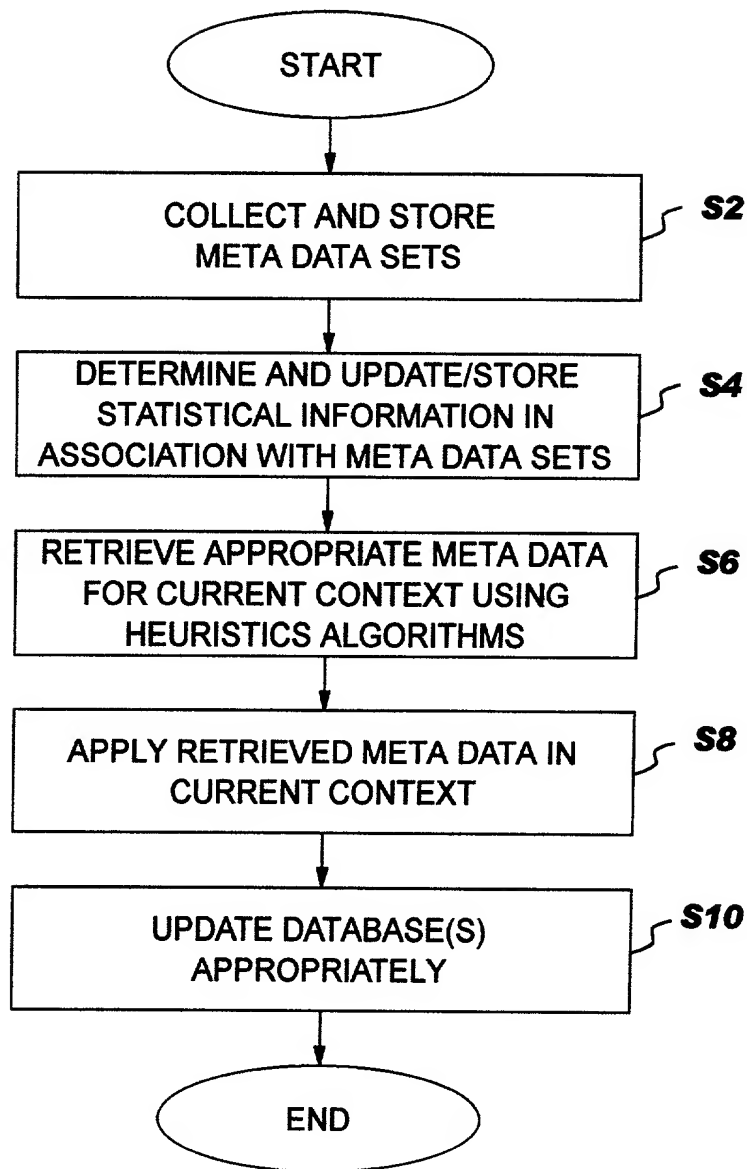 START
COLLECT AND STORE
META DATA SETS
S2
DETERMINE AND UPDATE/STORE
STATISTICAL INFORMATION IN
ASSOCIATION WITH META DATA SETS
S4
RETRIEVE APPROPRIATE META DATA
FOR CURRENT CONTEXT USING
HEURISTICS ALGORITHMS
S6
APPLY RETRIEVED META DATA IN
CURRENT CONTEXT
S8
UPDATE DATABASE(S)
APPROPRIATELY
S10
END